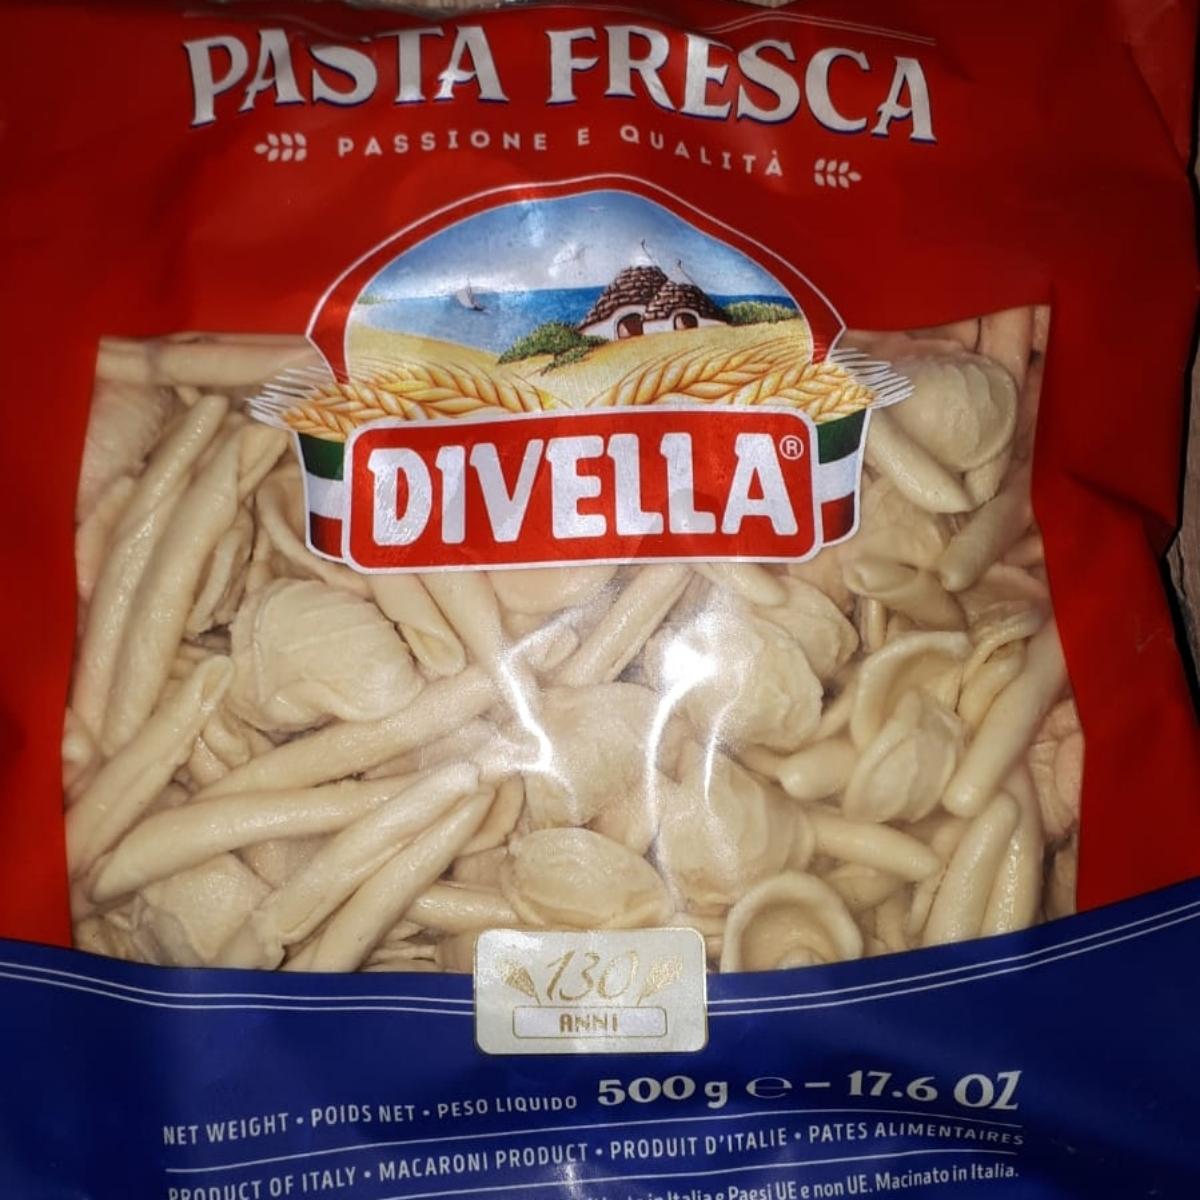 PASTA FRESCA
PASSIONE E QUALITÀ
DIVELLA®
130
ANNI
NET WEIGHT • POIDS NET • PESO LIQUIDO 500 g ℮ – 17.6 OZ
PRODUCT OF ITALY • MACARONI PRODUCT • PRODUIT D'ITALIE • PATES ALIMENTAIRES
in Italia e Paesi UE e non UE. Macinato in Italia.